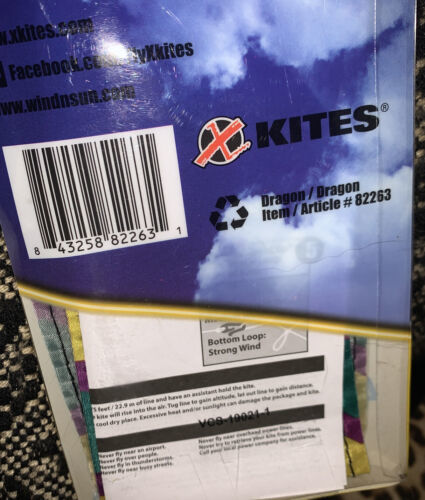 w.xkites.com
Facebook.com/MyXkites
www.windnsun.com
X KITES®
Dragon / Dragon
Item / Article # 82263
8 43258 82263 1
Bottom Loop:
Strong Wind
5 feet / 22.9 m of line and have an assistant hold the kite.
kite will rise into the air. Tug line to gain altitude, let out line to gain distance.
cool dry place. Excessive heat and/or sunlight can damage the package and kite.
VCS-19021-1
Never fly near an airport.
Never fly over people.
Never fly in thunderstorms.
Never fly near busy streets.
Never fly near overhead power lines.
Never try to retrieve your kite from power lines.
Call your local power company for assistance.